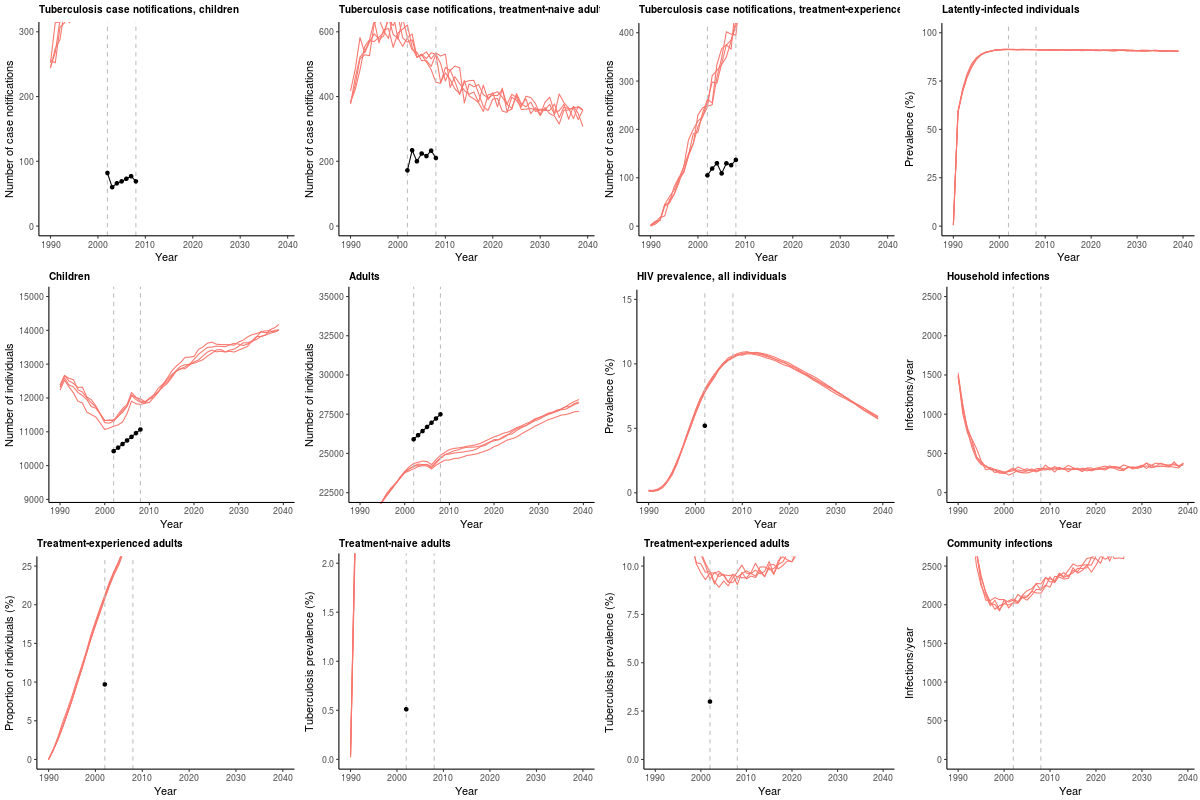 Tuberculosis case notifications, children
Number of case notifications
300
200
100
0
1990 2000 2010 2020 2030 2040
Year
Tuberculosis case notifications, treatment-naive adul
Number of case notifications
600
400
200
0
1990 2000 2010 2020 2030 2040
Year
Tuberculosis case notifications, treatment-experience
Number of case notifications
400
300
200
100
0
1990 2000 2010 2020 2030 2040
Year
Latently-infected individuals
Prevalence (%)
100
75
50
25
0
1990 2000 2010 2020 2030 2040
Year
Children
Number of individuals
15000
14000
13000
12000
11000
10000
9000
1990 2000 2010 2020 2030 2040
Year
Adults
Number of individuals
35000
32500
30000
27500
25000
22500
1990 2000 2010 2020 2030 2040
Year
HIV prevalence, all individuals
Prevalence (%)
15
10
5
0
1990 2000 2010 2020 2030 2040
Year
Household infections
Infections/year
2500
2000
1500
1000
500
0
1990 2000 2010 2020 2030 2040
Year
Treatment-experienced adults
Proportion of individuals (%)
25
20
15
10
5
0
1990 2000 2010 2020 2030 2040
Year
Treatment-naive adults
Tuberculosis prevalence (%)
2.0
1.5
1.0
0.5
0.0
1990 2000 2010 2020 2030 2040
Year
Treatment-experienced adults
Tuberculosis prevalence (%)
10.0
7.5
5.0
2.5
0.0
1990 2000 2010 2020 2030 2040
Year
Community infections
Infections/year
2500
2000
1500
1000
500
0
1990 2000 2010 2020 2030 2040
Year